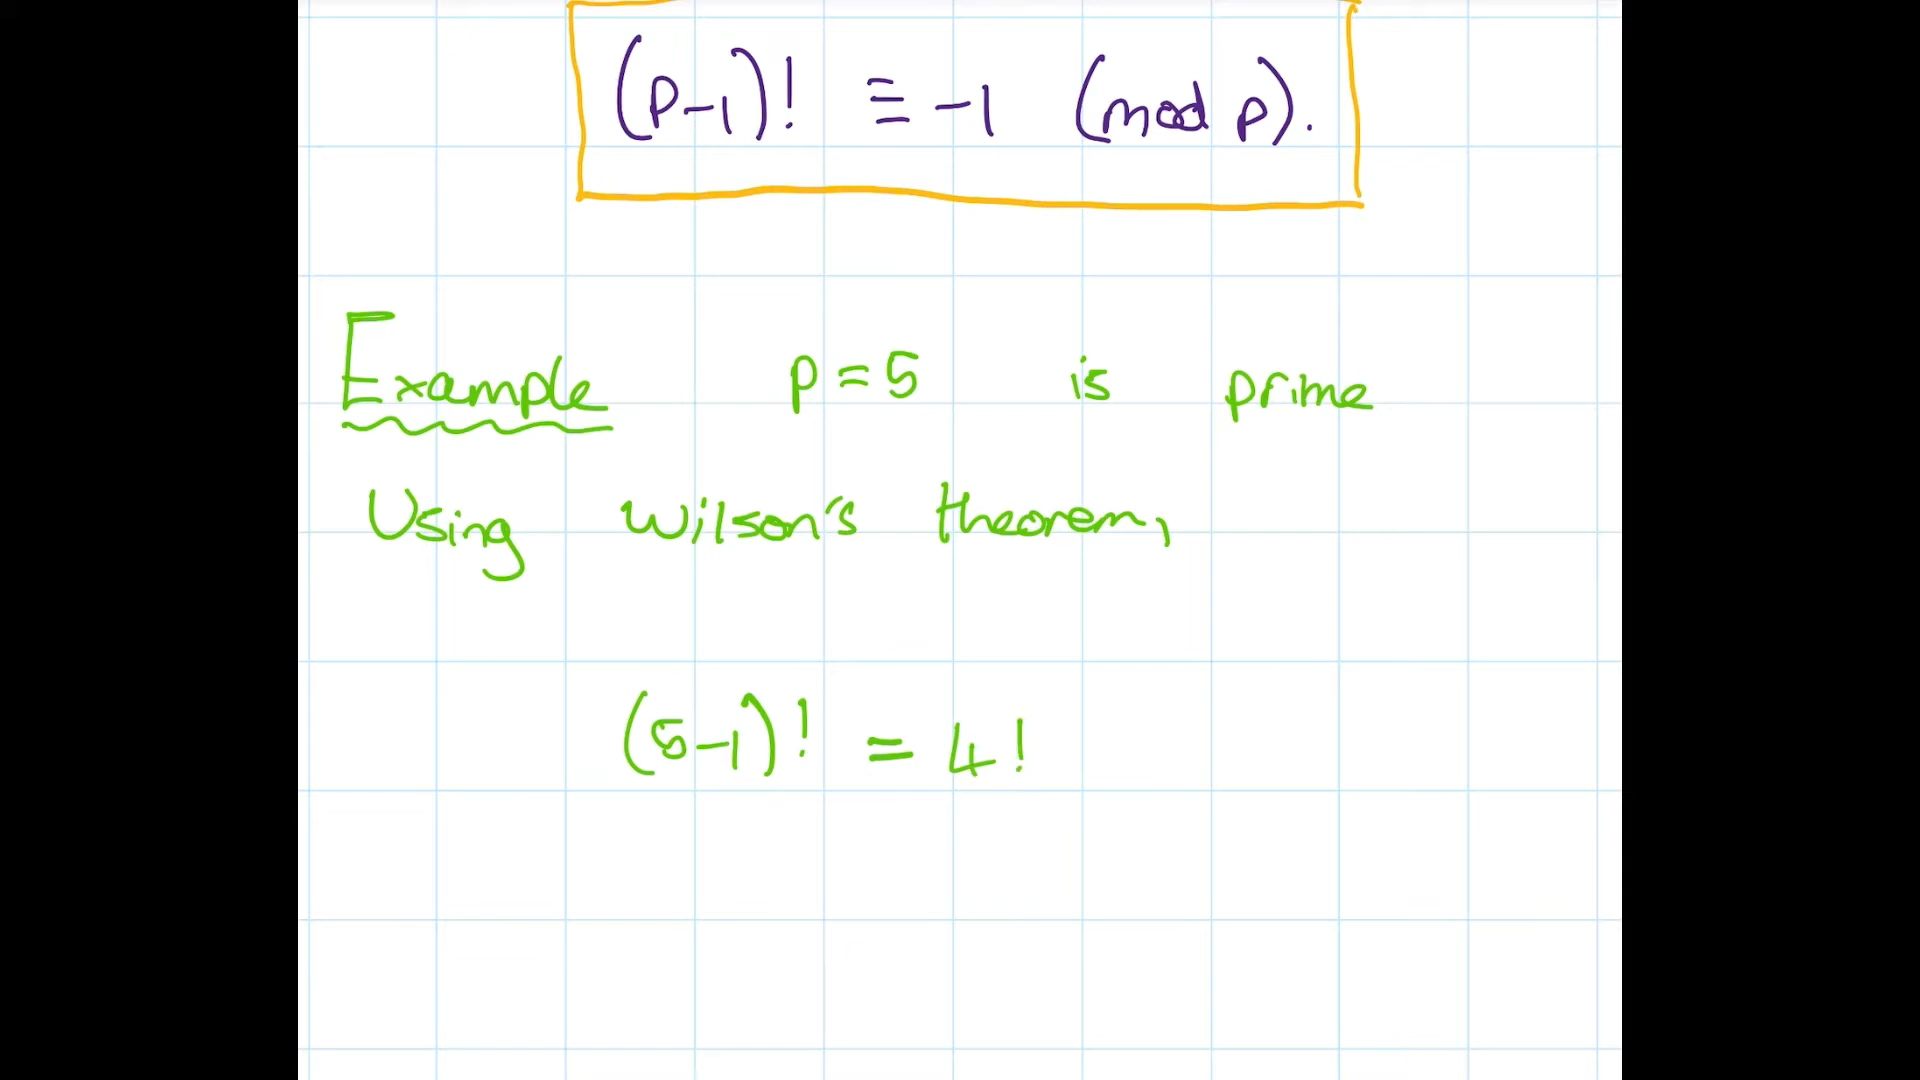 (p-1)! ≡ -1 (mod p).
Example p = 5 is prime
Using Wilson's theorem,
(5-1)! = 4!